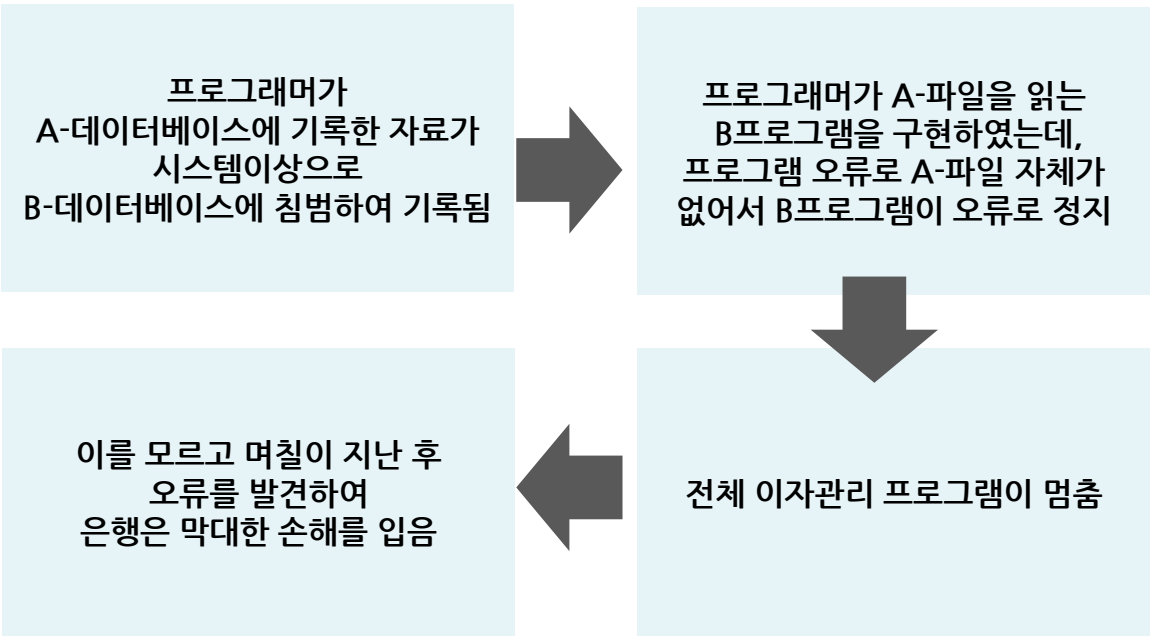 프로그래머가
A-데이터베이스에 기록한 자료가
시스템이상으로
B-데이터베이스에 침범하여 기록됨
프로그래머가 A-파일을 읽는
B프로그램을 구현하였는데,
프로그램 오류로 A-파일 자체가
없어서 B프로그램이 오류로 정지
전체 이자관리 프로그램이 멈춤
이를 모르고 며칠이 지난 후
오류를 발견하여
은행은 막대한 손해를 입음